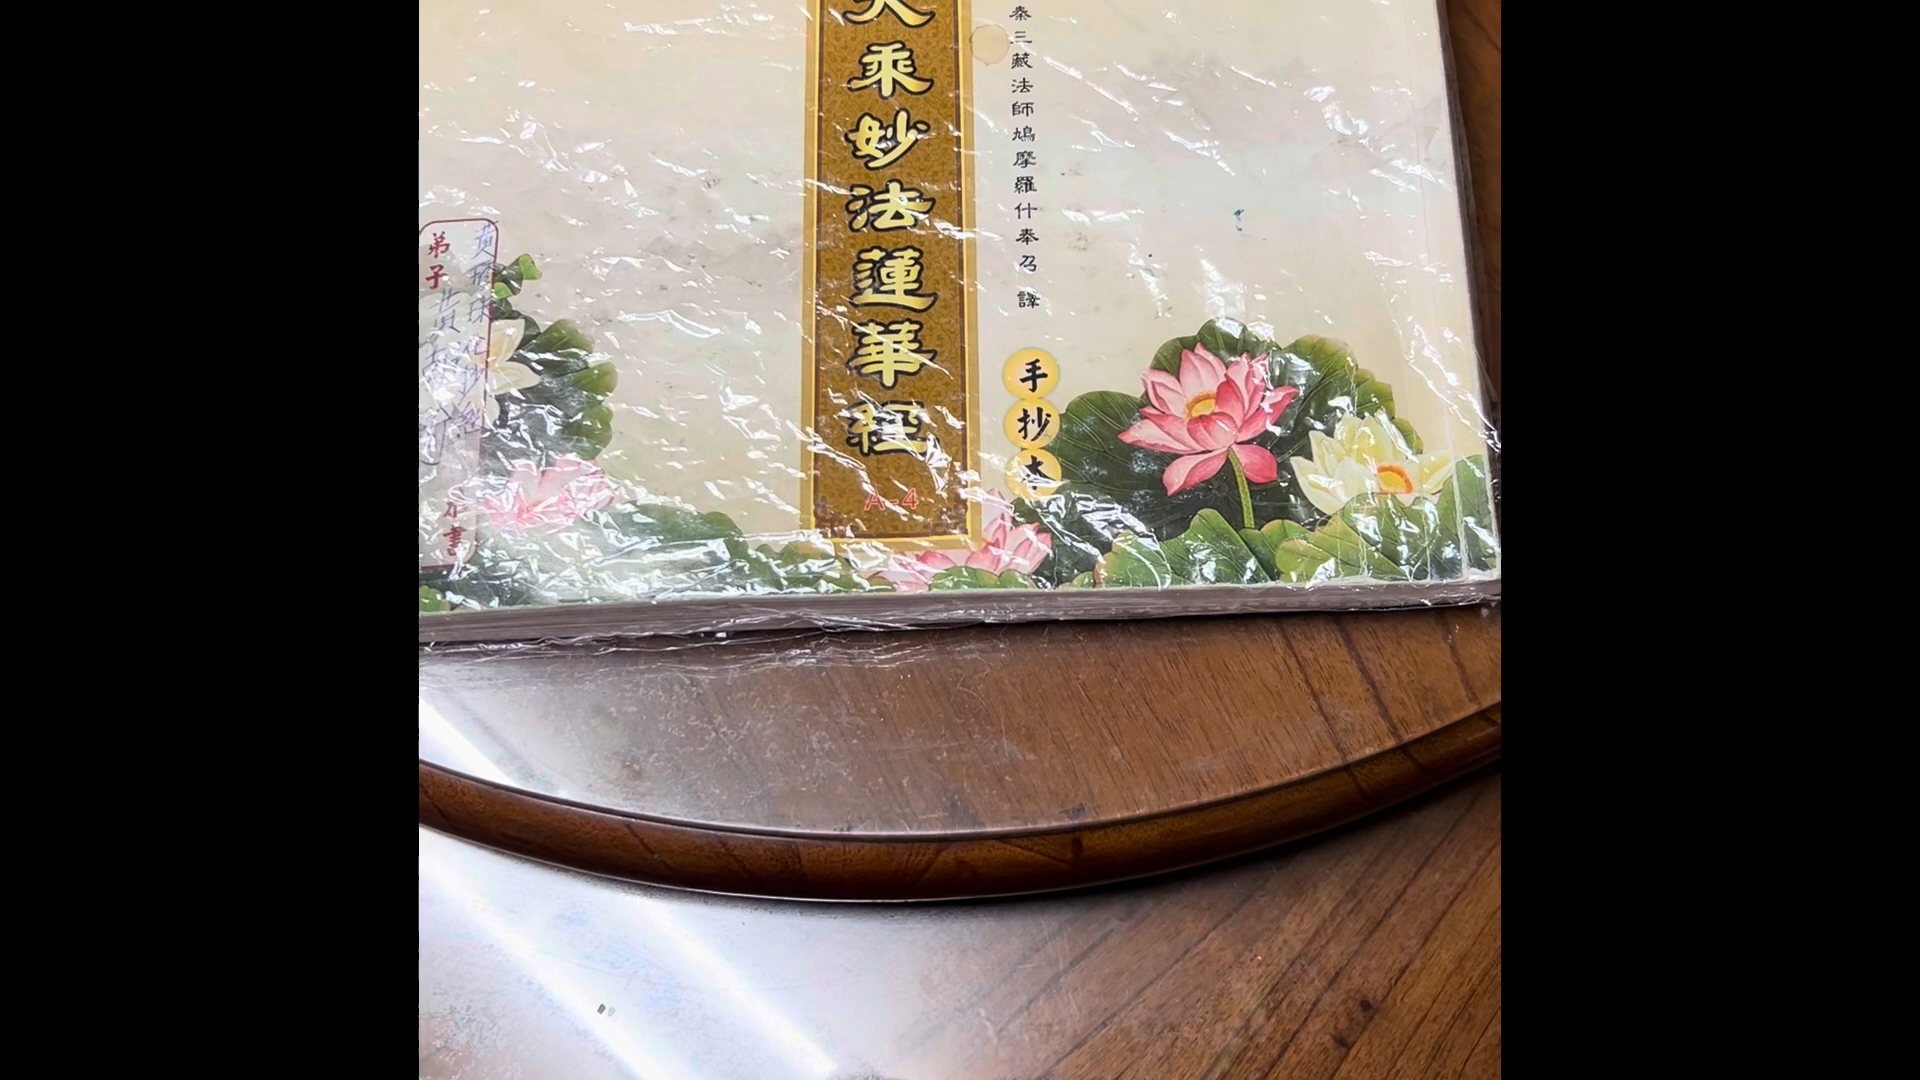 秦三藏法師鳩摩羅什奉召 譯
手抄本
大乘妙法蓮華經
A-4
弟子
書